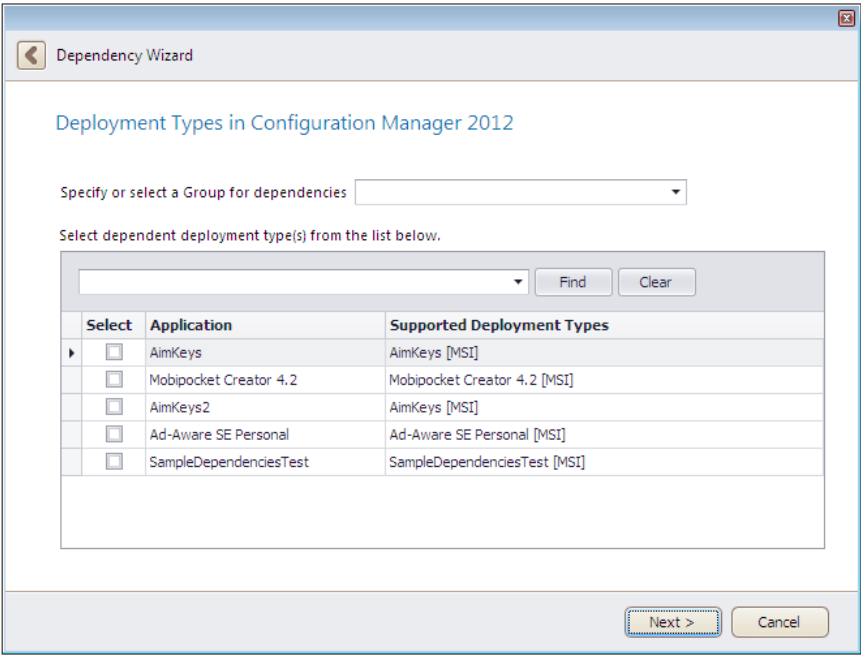 Dependency Wizard
Deployment Types in Configuration Manager 2012
Specify or select a Group for dependencies
Select dependent deployment type(s) from the list below.
Find Clear
Select Application Supported Deployment Types
AimKeys AimKeys [MSI]
Mobipocket Creator 4.2 Mobipocket Creator 4.2 [MSI]
AimKeys2 AimKeys [MSI]
Ad-Aware SE Personal Ad-Aware SE Personal [MSI]
SampleDependenciesTest SampleDependenciesTest [MSI]
Next > Cancel